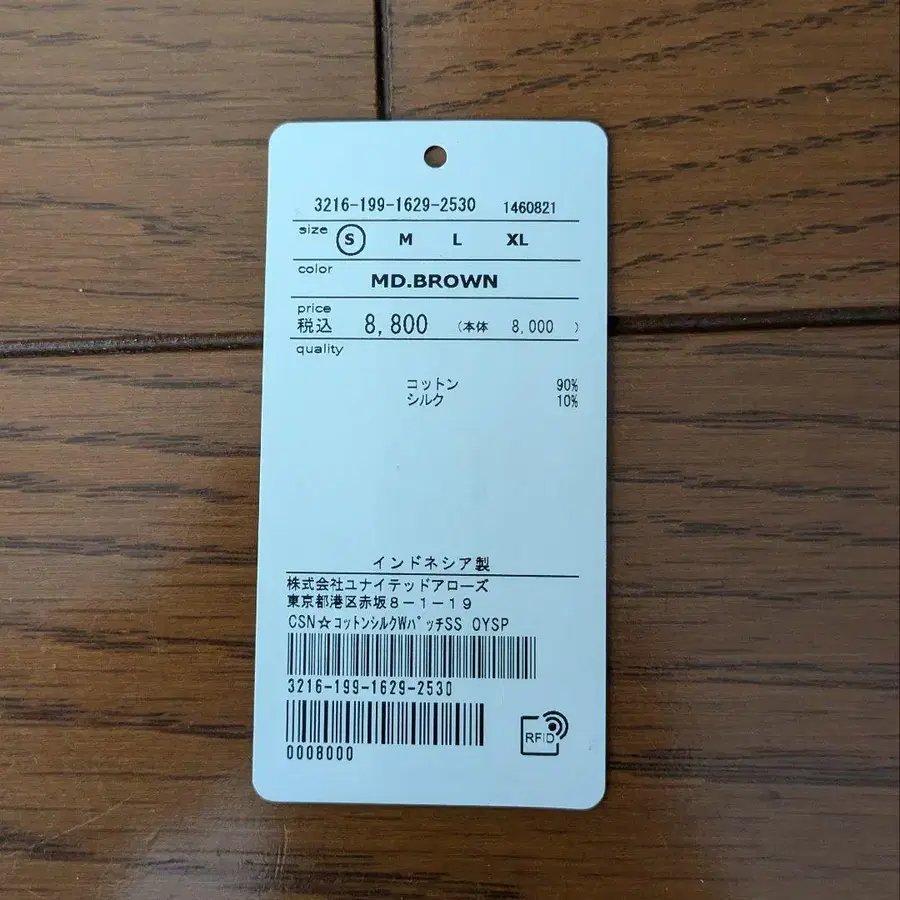 3216-199-1629-2530 1460821
size S M L XL
color
MD.BROWN
price
税込 8,800 (本体 8,000 )
quality
コットン 90%
シルク 10%
インドネシア製
株式会社ユナイテッドアローズ
東京都港区赤坂8-1-19
CSN☆コットンシルクWパッチSS OYSP
3216-199-1629-2530
RFID
0008000